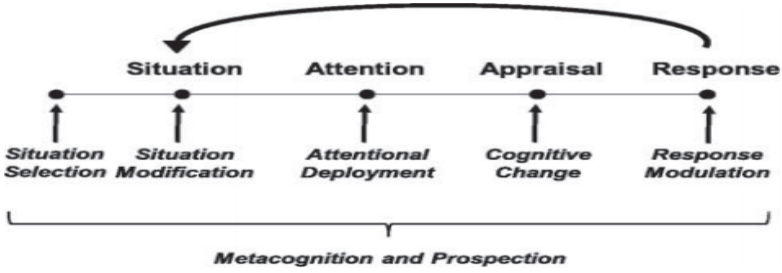 Situation Attention Appraisal Response
Situation Situation Attentional Cognitive Response
Selection Modification Deployment Change Modulation
Metacognition and Prospection